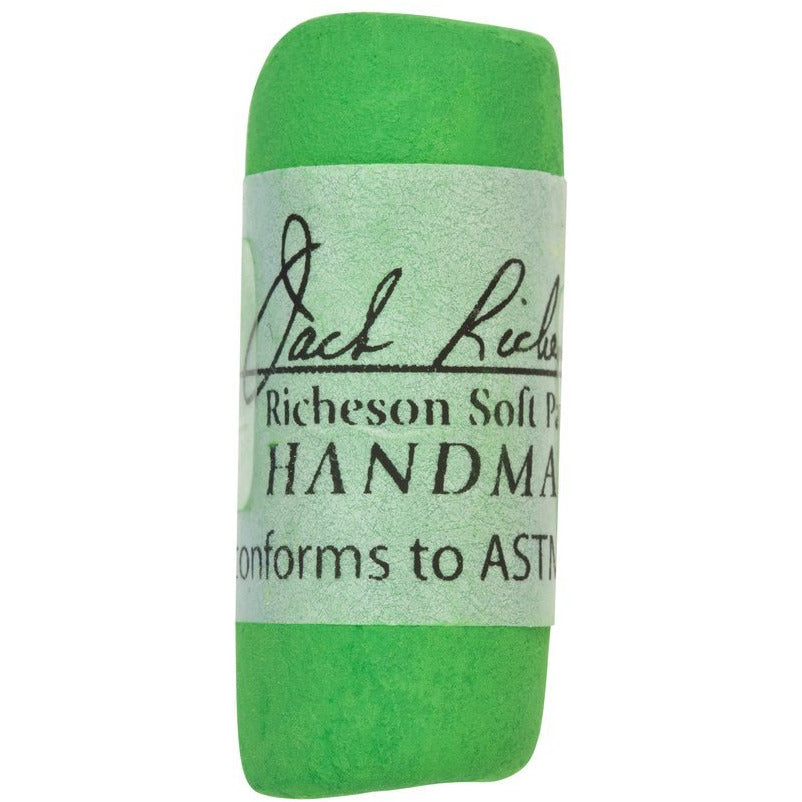 Jack Riche
Richeson Soft Pa
HANDMA
conforms to ASTM